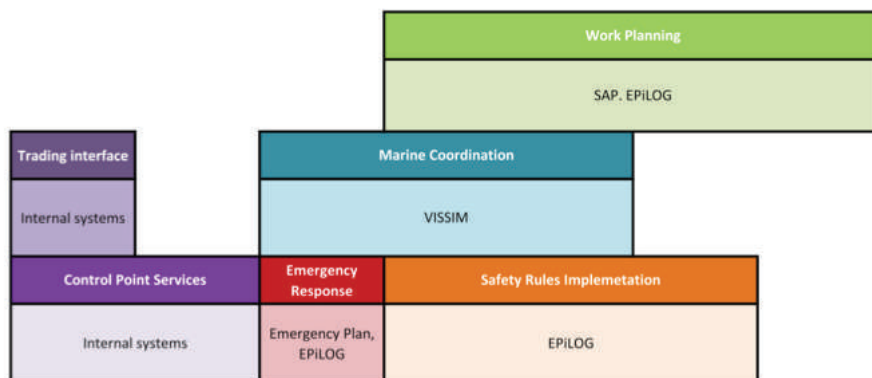 Work Planning
SAP. EPiLOG
Trading interface
Marine Coordination
Internal systems
VISSIM
Control Point Services
Emergency
Response
Safety Rules Implemetation
Internal systems
Emergency Plan,
EPiLOG
EPiLOG